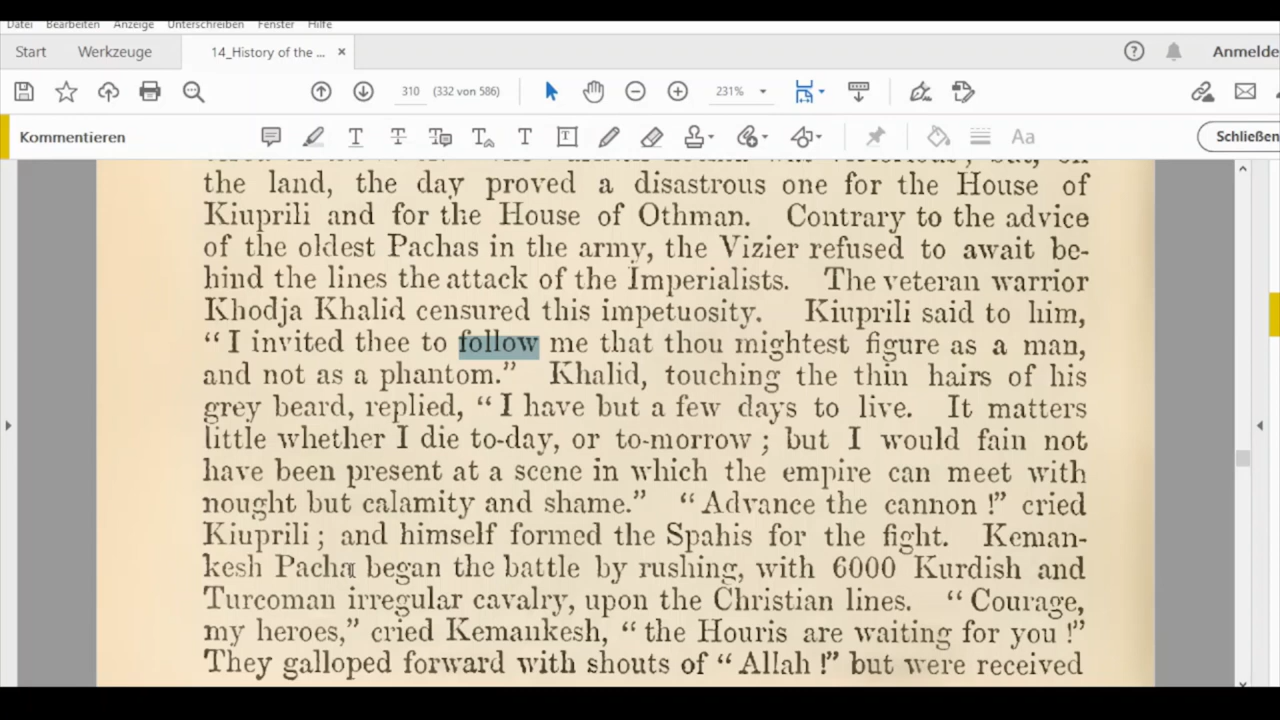 Datei Bearbeiten Anzeige Unterschreiben Fenster Hilfe
Start Werkzeuge 14_History of the ... × Anmelde
310 (332 von 586) 231%
Kommentieren Schließen
the land, the day proved a disastrous one for the House of
Kiuprili and for the House of Othman. Contrary to the advice
of the oldest Pachas in the army, the Vizier refused to await be-
hind the lines the attack of the Imperialists. The veteran warrior
Khodja Khalid censured this impetuosity. Kiuprili said to him,
“ I invited thee to follow me that thou mightest figure as a man,
and not as a phantom.” Khalid, touching the thin hairs of his
grey beard, replied, “ I have but a few days to live. It matters
little whether I die to-day, or to-morrow ; but I would fain not
have been present at a scene in which the empire can meet with
nought but calamity and shame.” “ Advance the cannon !” cried
Kiuprili ; and himself formed the Spahis for the fight. Keman-
kesh Pacha began the battle by rushing, with 6000 Kurdish and
Turcoman irregular cavalry, upon the Christian lines. “ Courage,
my heroes,” cried Kemankesh, “ the Houris are waiting for you !”
They galloped forward with shouts of “ Allah !” but were received